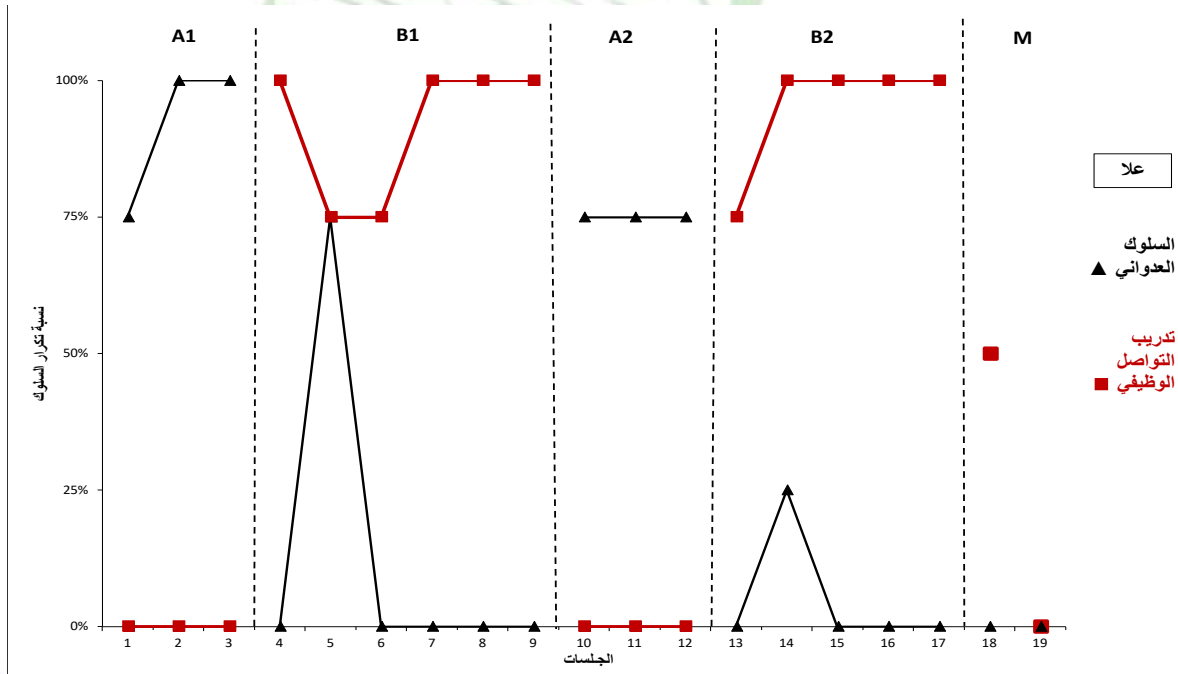 A1
B1
A2
B2
M
100%
75%
50%
25%
0%
نسبة تكرار السلوك
1 2 3 4 5 6 7 8 9 10 11 12 13 14 15 16 17 18 19
الجلسات
علا
السلوك
العدواني
تدريب
التواصل
الوظيفي